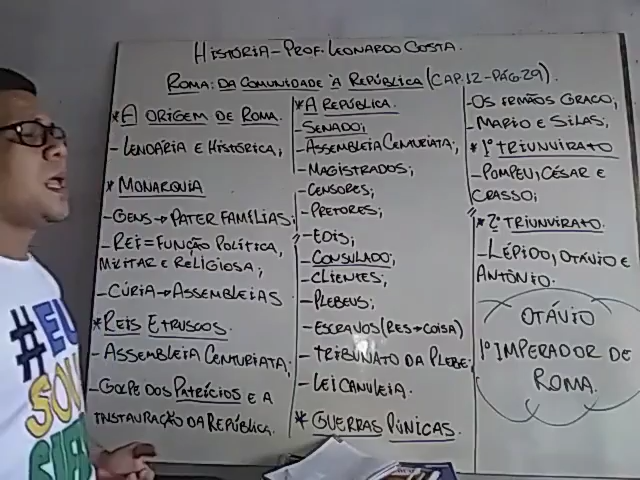 HISTÓRIA - PROF. LEONARDO COSTA.
ROMA: DA COMUNIDADE À REPÚBLICA (CAP.12 - PÁG 29).
* A ORIGEM DE ROMA.
- LENDÁRIA E HISTÓRICA;
* MONARQUIA
- GENS → PATER FAMÍLIAS;
- REI = FUNÇÃO POLÍTICA,
MILITAR E RELIGIOSA;
- CÚRIA → ASSEMBLEIAS
* REIS ETRUSCOS.
- ASSEMBLEIA CENTURIATA;
- GOLPE DOS PATRÍCIOS E A
INSTAURAÇÃO DA REPÚBLICA.
* A REPÚBLICA.
- SENADO;
- ASSEMBLEIA CENTURIATA;
- MAGISTRADOS;
- CENSORES;
- PRETORES;
- EDIS;
- CONSULADO;
- CLIENTES;
- PLEBEUS;
- ESCRAVOS (RES → COISA)
- TRIBUNATO DA PLEBE;
- LEI CANULEIA.
* GUERRAS PÚNICAS.
- OS IRMÃOS GRACO;
- MARIO E SILAS;
* 1º TRIUNVIRATO
- POMPEU, CÉSAR E
CRASSO;
* 2º TRIUNVIRATO.
- LÉPIDO, OTÁVIO E
ANTÔNIO.
OTÁVIO
1º IMPERADOR DE
ROMA.
#EU
SOU